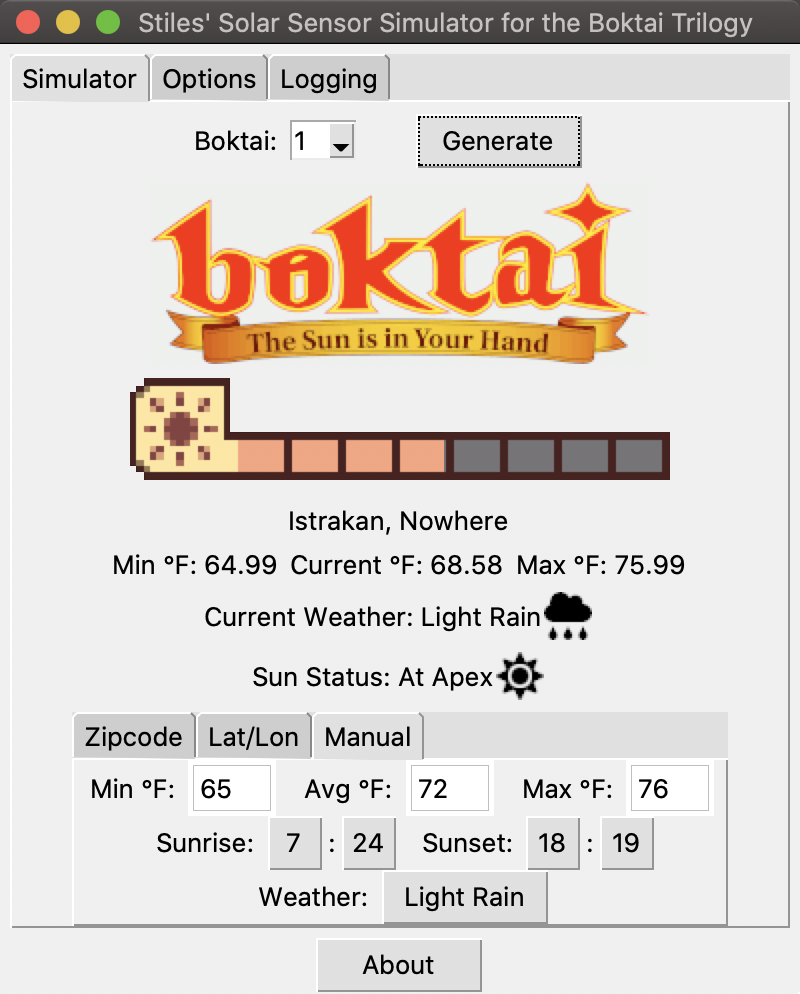 Stiles' Solar Sensor Simulator for the Boktai Trilogy
Simulator Options Logging
Boktai: 1 Generate
boktai
The Sun is in Your Hand
Istrakan, Nowhere
Min °F: 64.99 Current °F: 68.58 Max °F: 75.99
Current Weather: Light Rain
Sun Status: At Apex
Zipcode Lat/Lon Manual
Min °F: 65 Avg °F: 72 Max °F: 76
Sunrise: 7 : 24 Sunset: 18 : 19
Weather: Light Rain
About